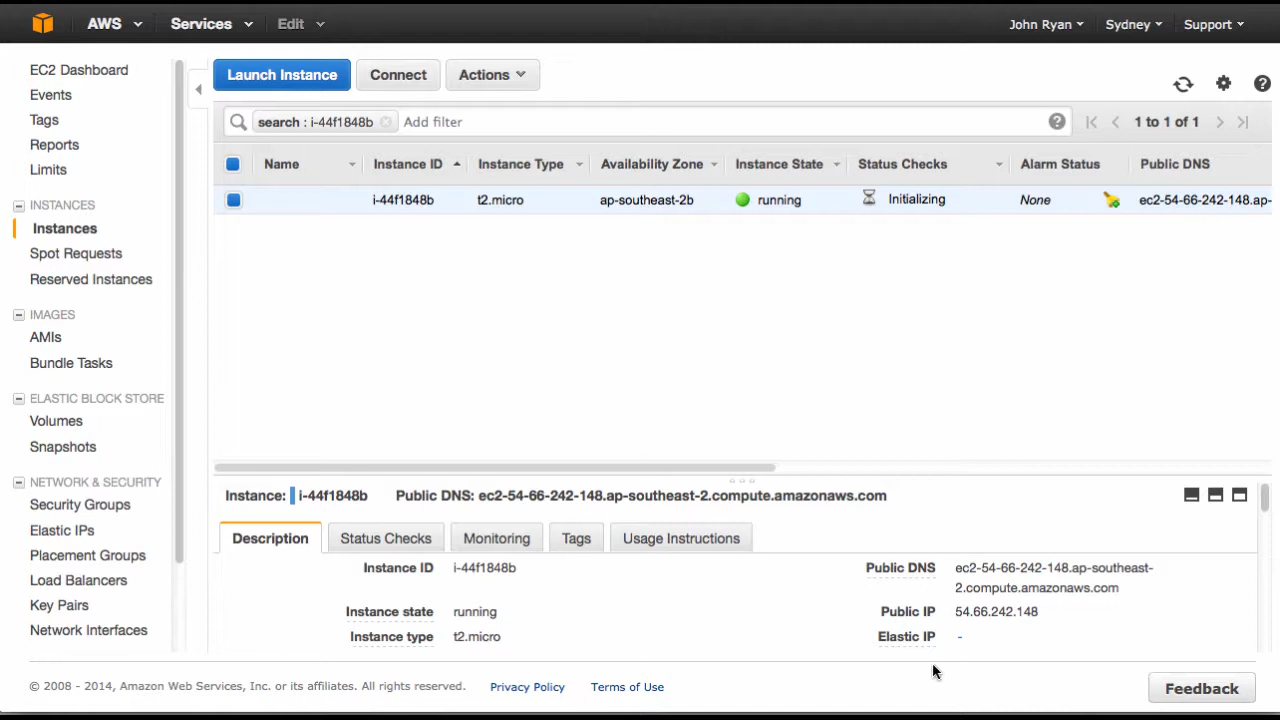 AWS Services Edit John Ryan Sydney Support
EC2 Dashboard
Events
Tags
Reports
Limits
INSTANCES
Instances
Spot Requests
Reserved Instances
IMAGES
AMIs
Bundle Tasks
ELASTIC BLOCK STORE
Volumes
Snapshots
NETWORK & SECURITY
Security Groups
Elastic IPs
Placement Groups
Load Balancers
Key Pairs
Network Interfaces
Launch Instance Connect Actions
search : i-44f1848b Add filter 1 to 1 of 1
Name Instance ID Instance Type Availability Zone Instance State Status Checks Alarm Status Public DNS
i-44f1848b t2.micro ap-southeast-2b running Initializing None ec2-54-66-242-148.ap-
Instance: i-44f1848b Public DNS: ec2-54-66-242-148.ap-southeast-2.compute.amazonaws.com
Description Status Checks Monitoring Tags Usage Instructions
Instance ID i-44f1848b Public DNS ec2-54-66-242-148.ap-southeast-
2.compute.amazonaws.com
Instance state running Public IP 54.66.242.148
Instance type t2.micro Elastic IP -
© 2008 - 2014, Amazon Web Services, Inc. or its affiliates. All rights reserved. Privacy Policy Terms of Use Feedback